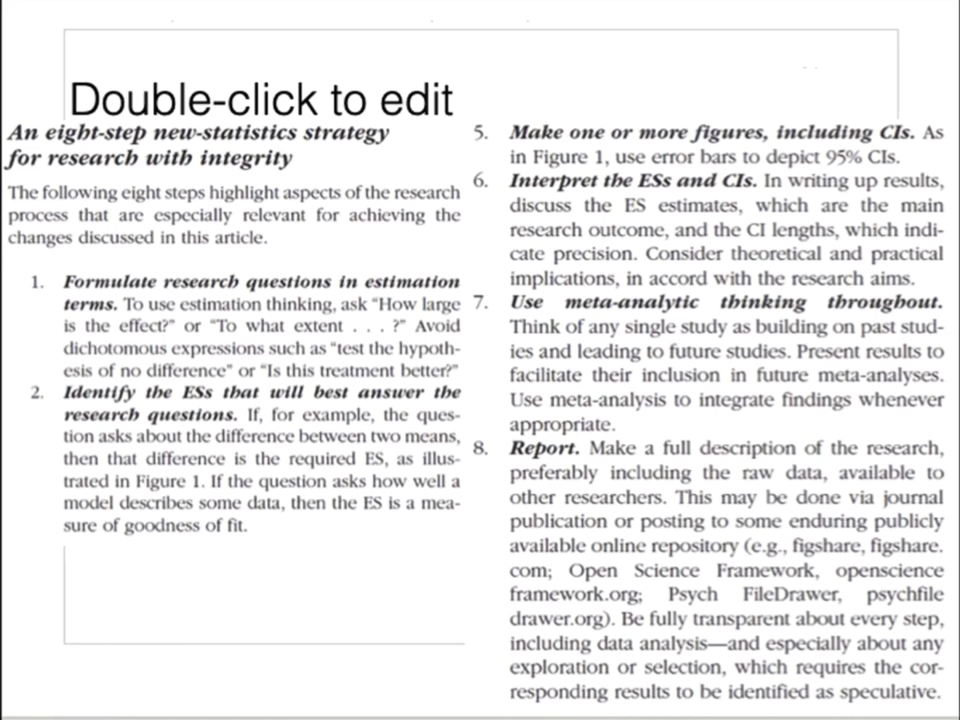 Double-click to edit
An eight-step new-statistics strategy
for research with integrity
The following eight steps highlight aspects of the research
process that are especially relevant for achieving the
changes discussed in this article.
1. Formulate research questions in estimation
terms. To use estimation thinking, ask “How large
is the effect?” or “To what extent . . . ?” Avoid
dichotomous expressions such as “test the hypoth-
esis of no difference” or “Is this treatment better?”
2. Identify the ESs that will best answer the
research questions. If, for example, the ques-
tion asks about the difference between two means,
then that difference is the required ES, as illus-
trated in Figure 1. If the question asks how well a
model describes some data, then the ES is a mea-
sure of goodness of fit.
5. Make one or more figures, including CIs. As
in Figure 1, use error bars to depict 95% CIs.
6. Interpret the ESs and CIs. In writing up results,
discuss the ES estimates, which are the main
research outcome, and the CI lengths, which indi-
cate precision. Consider theoretical and practical
implications, in accord with the research aims.
7. Use meta-analytic thinking throughout.
Think of any single study as building on past stud-
ies and leading to future studies. Present results to
facilitate their inclusion in future meta-analyses.
Use meta-analysis to integrate findings whenever
appropriate.
8. Report. Make a full description of the research,
preferably including the raw data, available to
other researchers. This may be done via journal
publication or posting to some enduring publicly
available online repository (e.g., figshare, figshare.
com; Open Science Framework, openscience
framework.org; Psych FileDrawer, psychfile
drawer.org). Be fully transparent about every step,
including data analysis—and especially about any
exploration or selection, which requires the cor-
responding results to be identified as speculative.